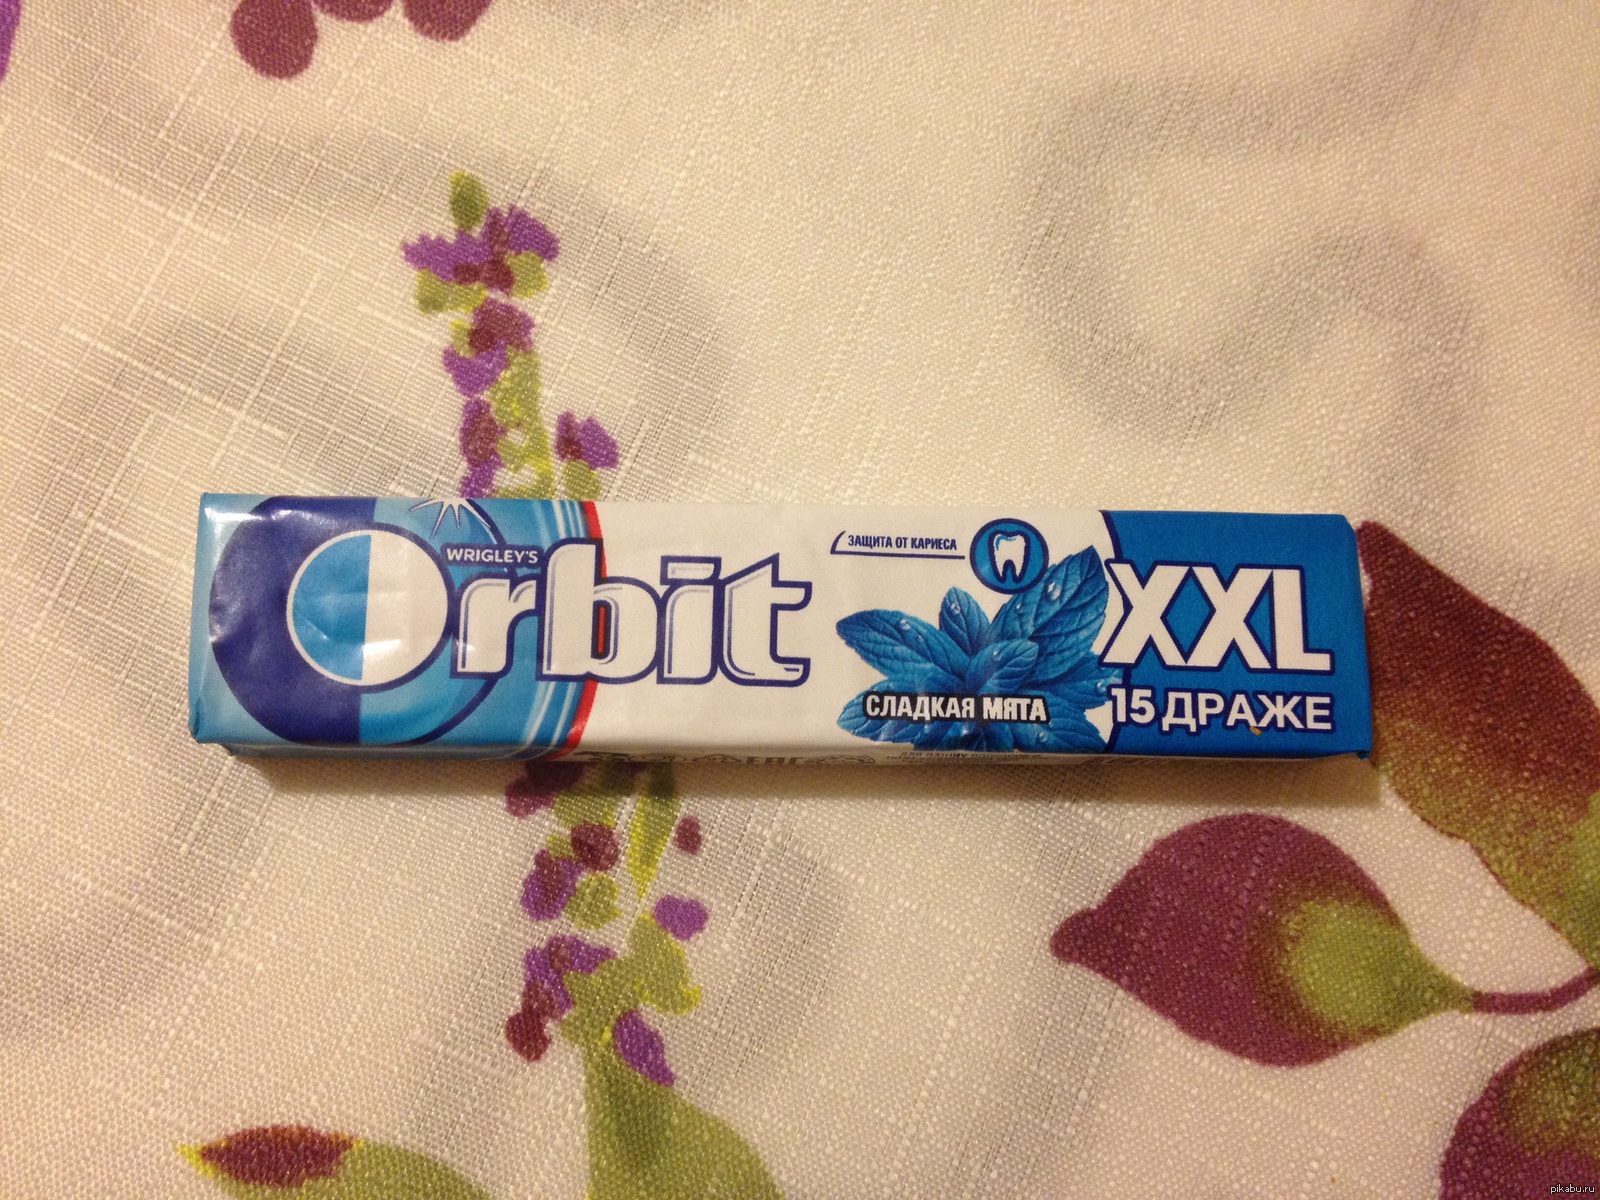 WRIGLEY'S
Orbit
ЗАЩИТА ОТ КАРИЕСА
СЛАДКАЯ МЯТА
XXL
15 ДРАЖЕ
pikabu.ru